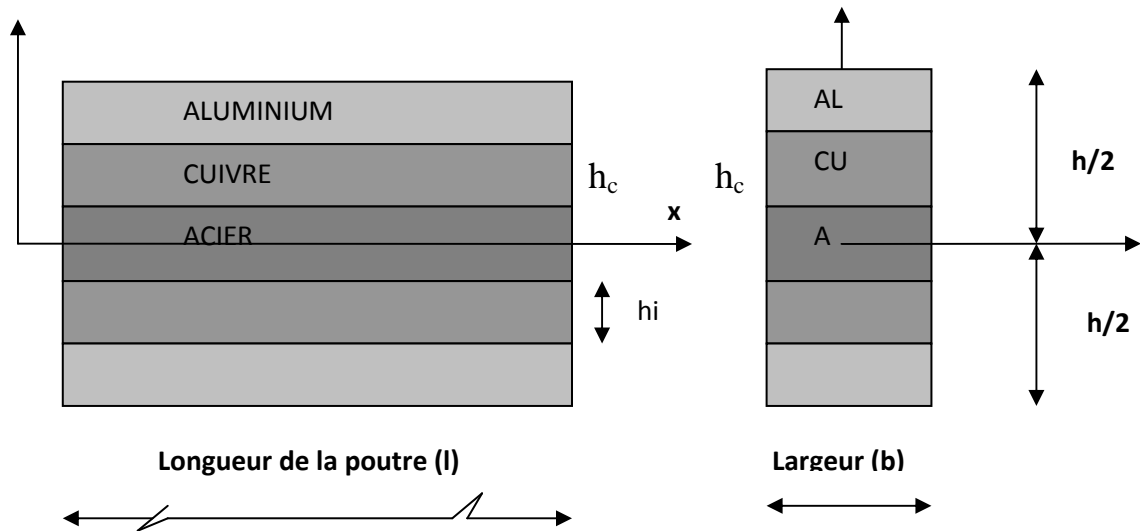 ALUMINIUM
CUIVRE
ACIER
h_c
x
hi
Longueur de la poutre (l)
h_c
AL
CU
A
h/2
h/2
Largeur (b)